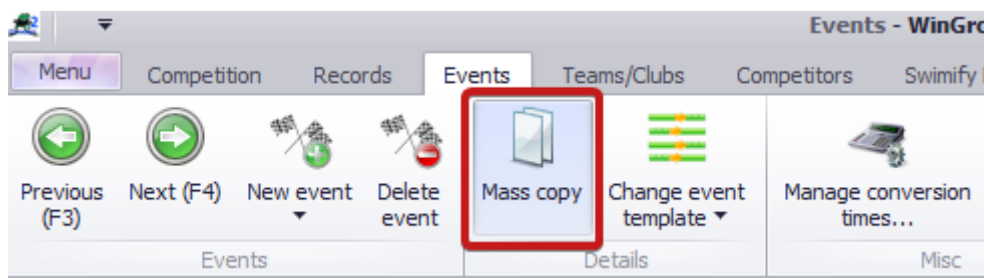 Events - WinGro
Menu Competition Records Events Teams/Clubs Competitors Swimify
Previous (F3) Next (F4) New event Delete event Mass copy Change event template Manage conversion times...
Events Details Misc